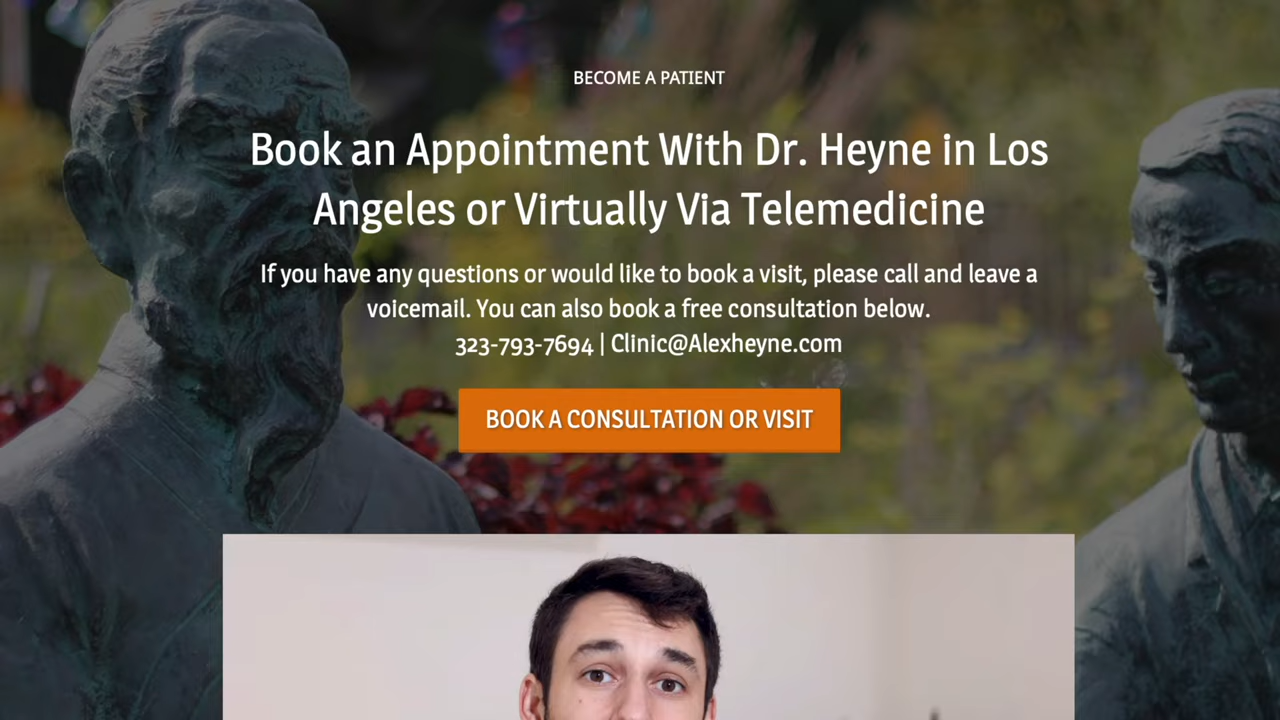 BECOME A PATIENT
Book an Appointment With Dr. Heyne in Los
Angeles or Virtually Via Telemedicine
If you have any questions or would like to book a visit, please call and leave a
voicemail. You can also book a free consultation below.
323-793-7694 | Clinic@Alexheyne.com
BOOK A CONSULTATION OR VISIT